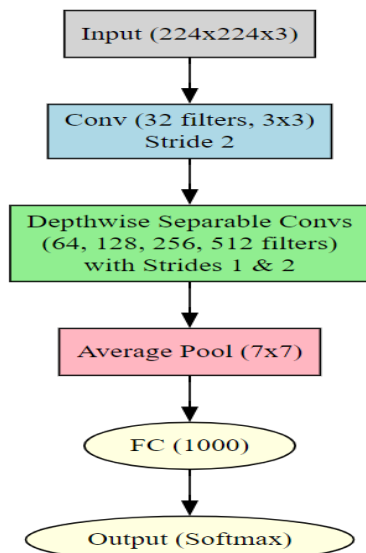 Input (224x224x3)
Conv (32 filters, 3x3)
Stride 2
Depthwise Separable Convs
(64, 128, 256, 512 filters)
with Strides 1 & 2
Average Pool (7x7)
FC (1000)
Output (Softmax)